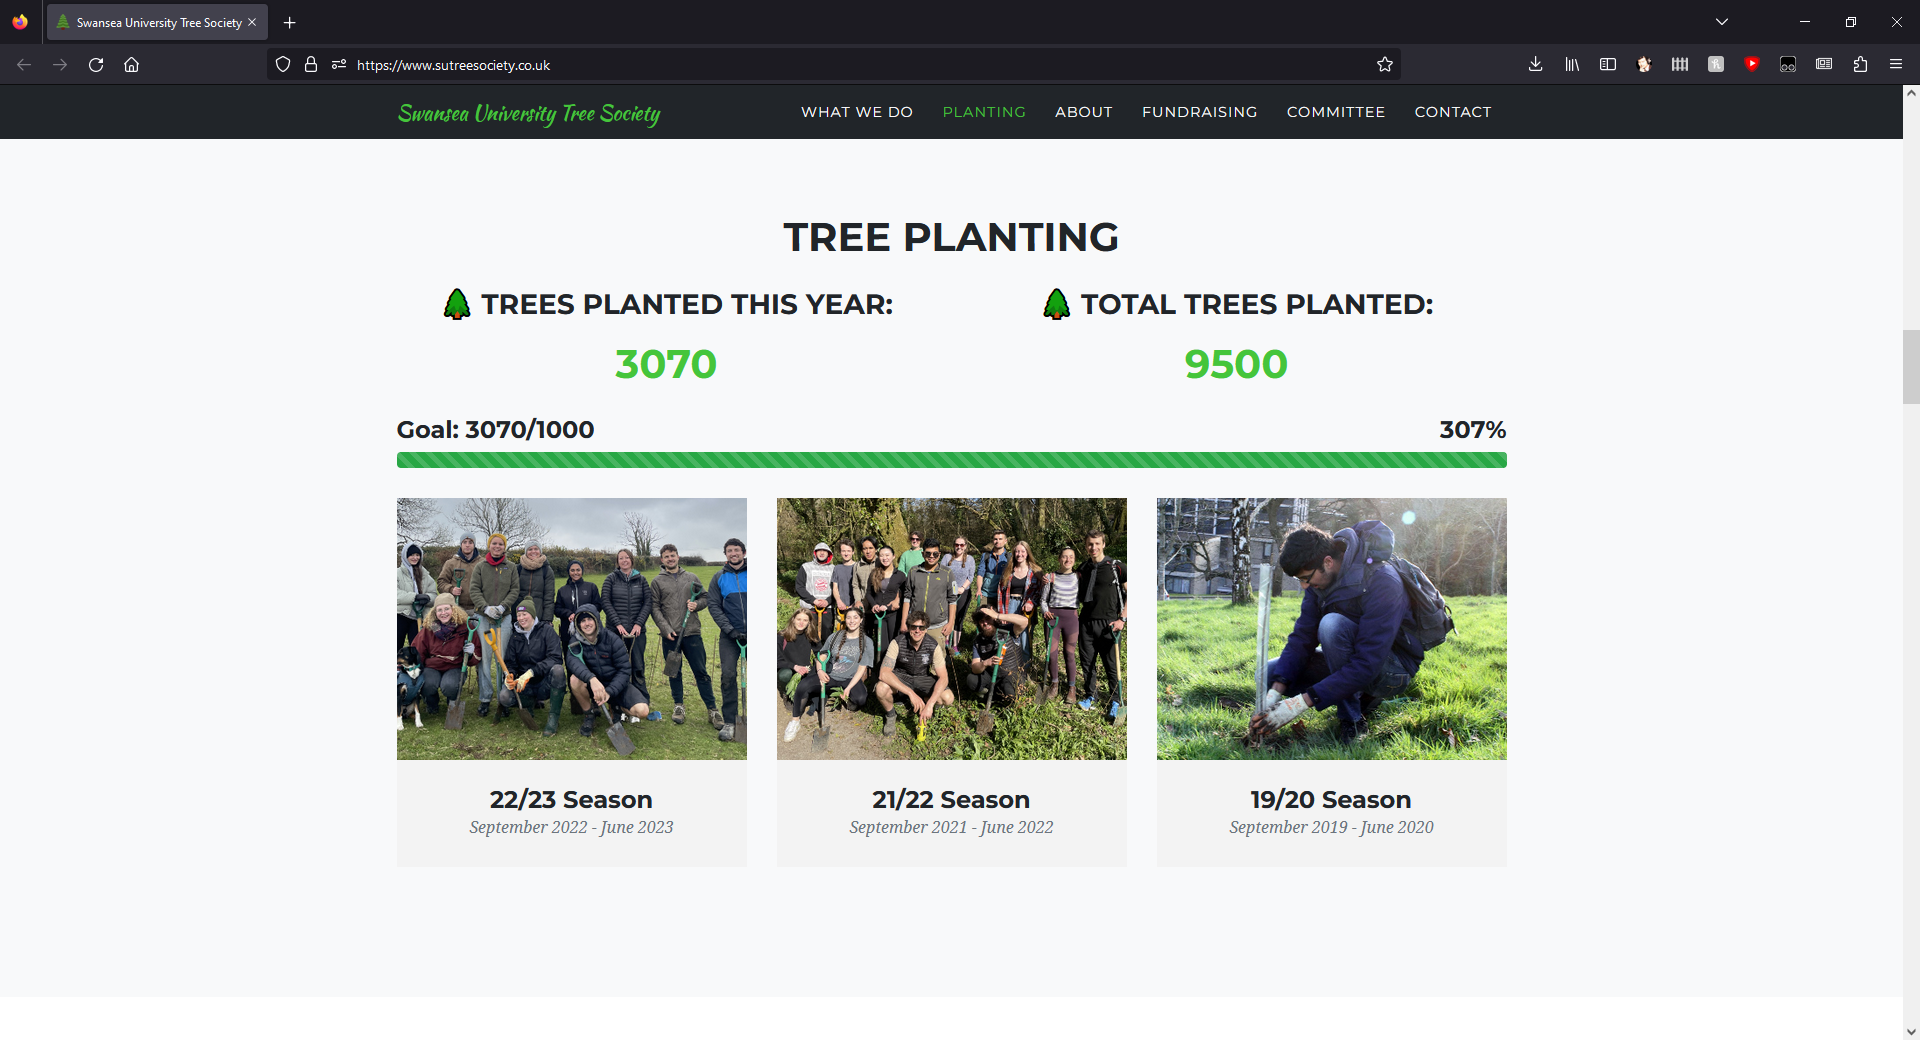 Swansea University Tree Society
https://www.sutreesociety.co.uk
Swansea University Tree Society
WHAT WE DO
PLANTING
ABOUT
FUNDRAISING
COMMITTEE
CONTACT
TREE PLANTING
TREES PLANTED THIS YEAR:
3070
TOTAL TREES PLANTED:
9500
Goal: 3070/1000
307%
22/23 Season
September 2022 - June 2023
21/22 Season
September 2021 - June 2022
19/20 Season
September 2019 - June 2020